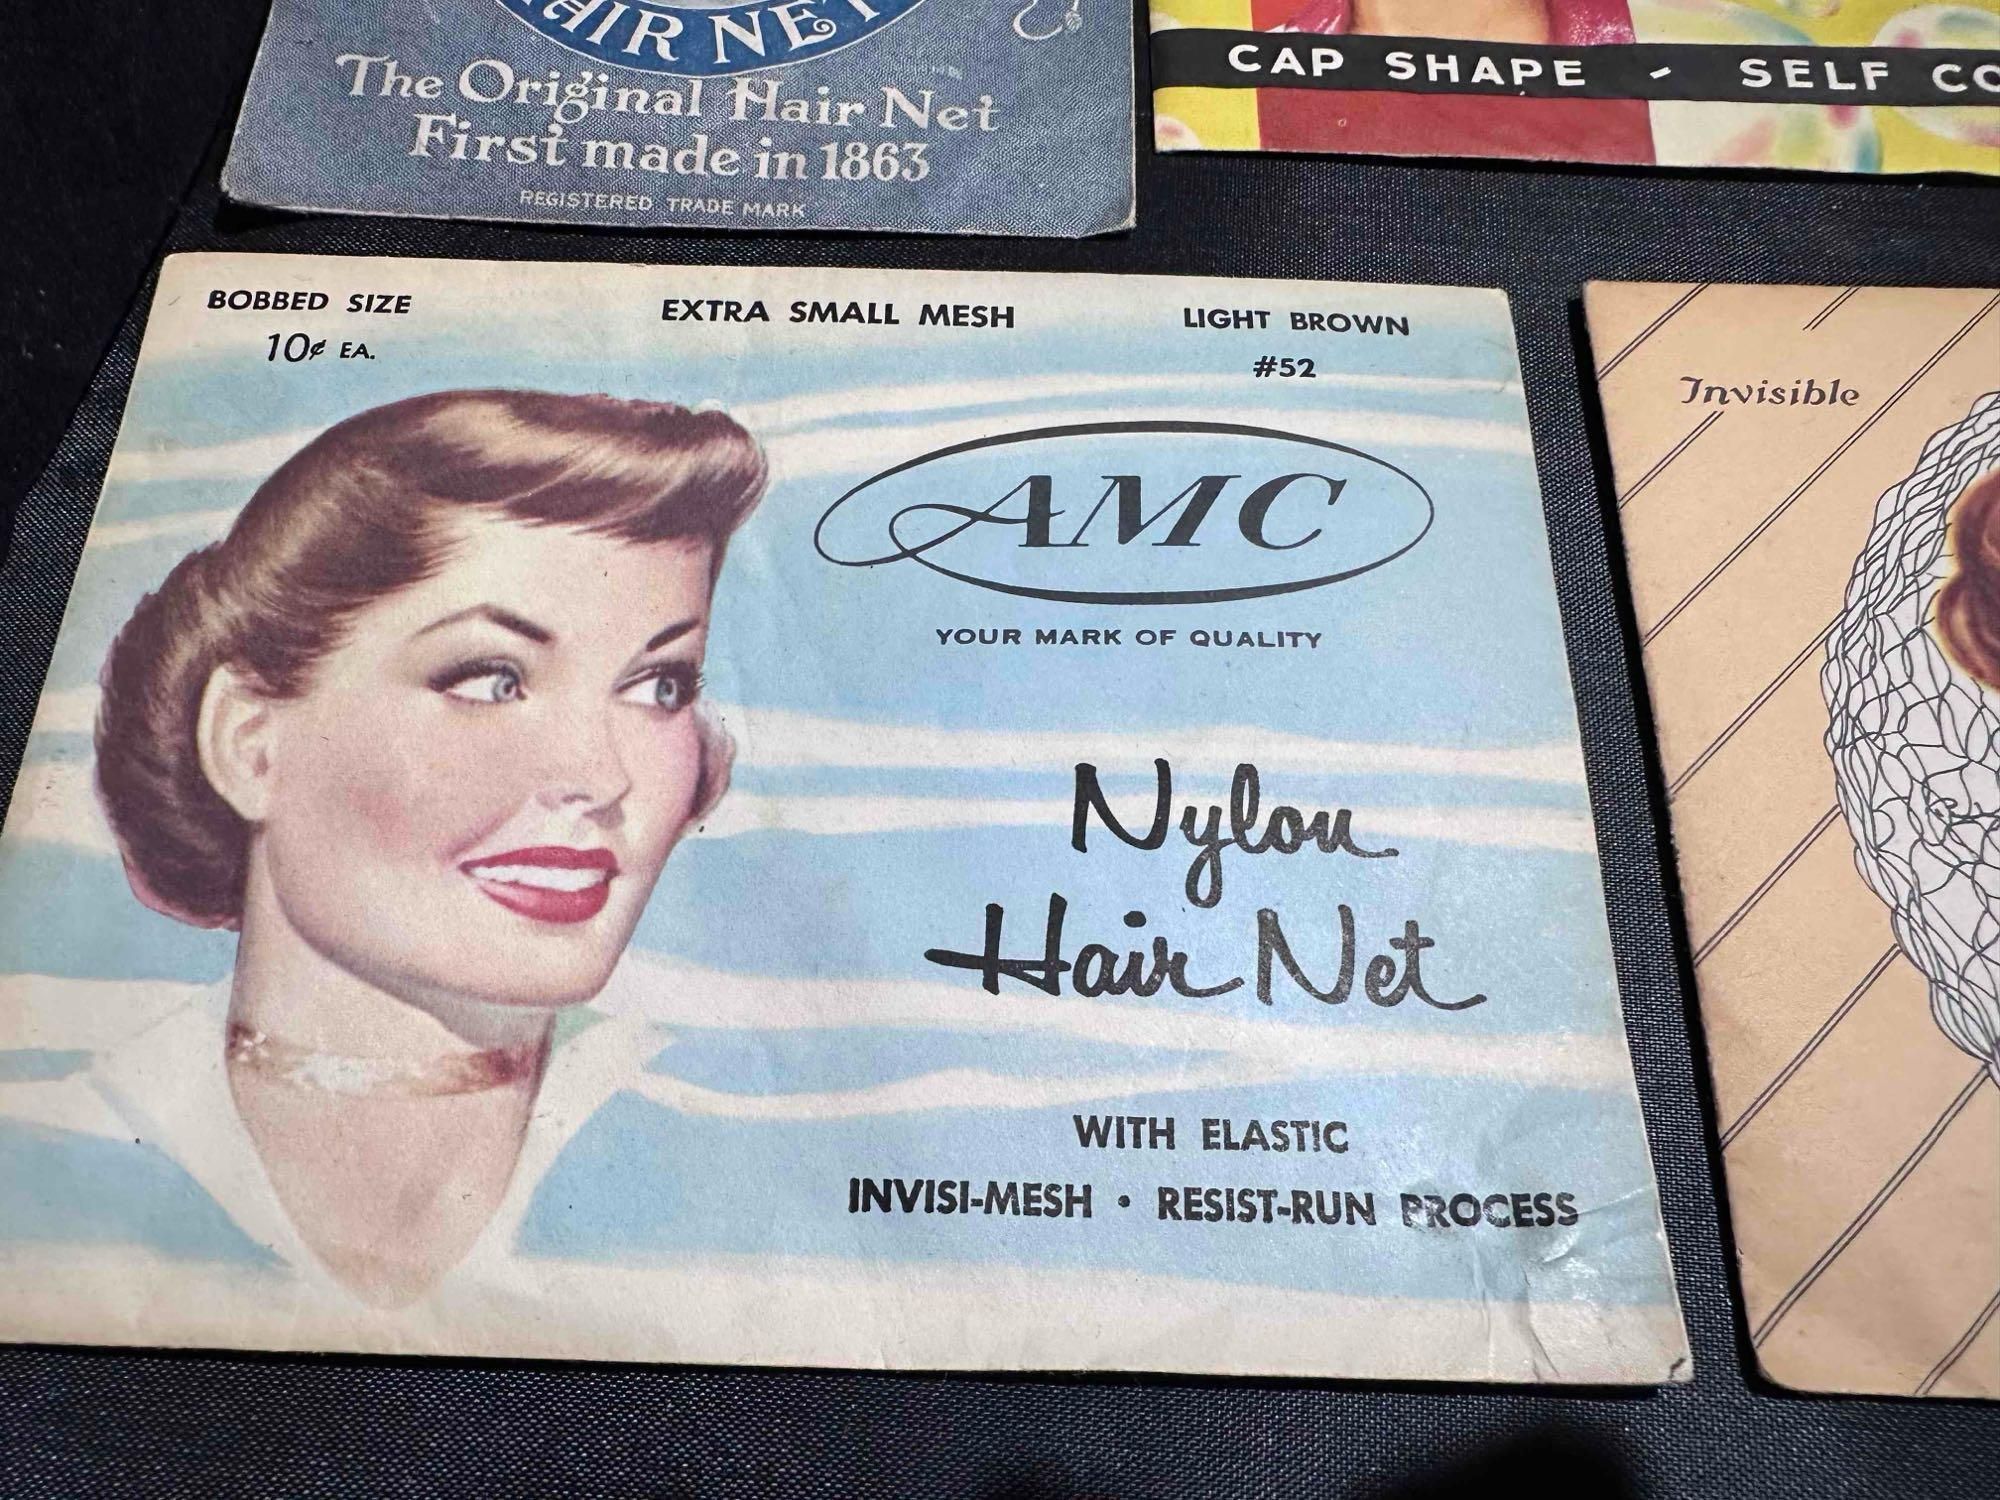 HAIR NET
The Original Hair Net
First made in 1863
REGISTERED TRADE MARK
CAP SHAPE - SELF
BOBBED SIZE
10¢ EA.
EXTRA SMALL MESH
LIGHT BROWN
#52
AMC
YOUR MARK OF QUALITY
Nylon
Hair Net
WITH ELASTIC
INVISI-MESH • RESIST-RUN PROCESS
Invisible